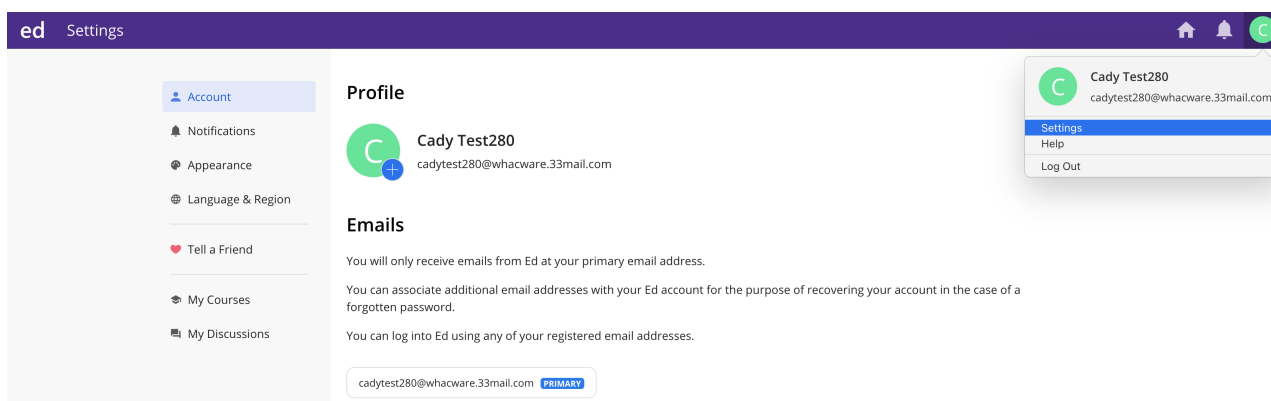 ed Settings
C
C
Cady Test280
cadytest280@whacware.33mail.com
Settings
Help
Log Out
Account
Notifications
Appearance
Language & Region
Tell a Friend
My Courses
My Discussions
Profile
C
Cady Test280
cadytest280@whacware.33mail.com
Emails
You will only receive emails from Ed at your primary email address.
You can associate additional email addresses with your Ed account for the purpose of recovering your account in the case of a
forgotten password.
You can log into Ed using any of your registered email addresses.
cadytest280@whacware.33mail.com PRIMARY